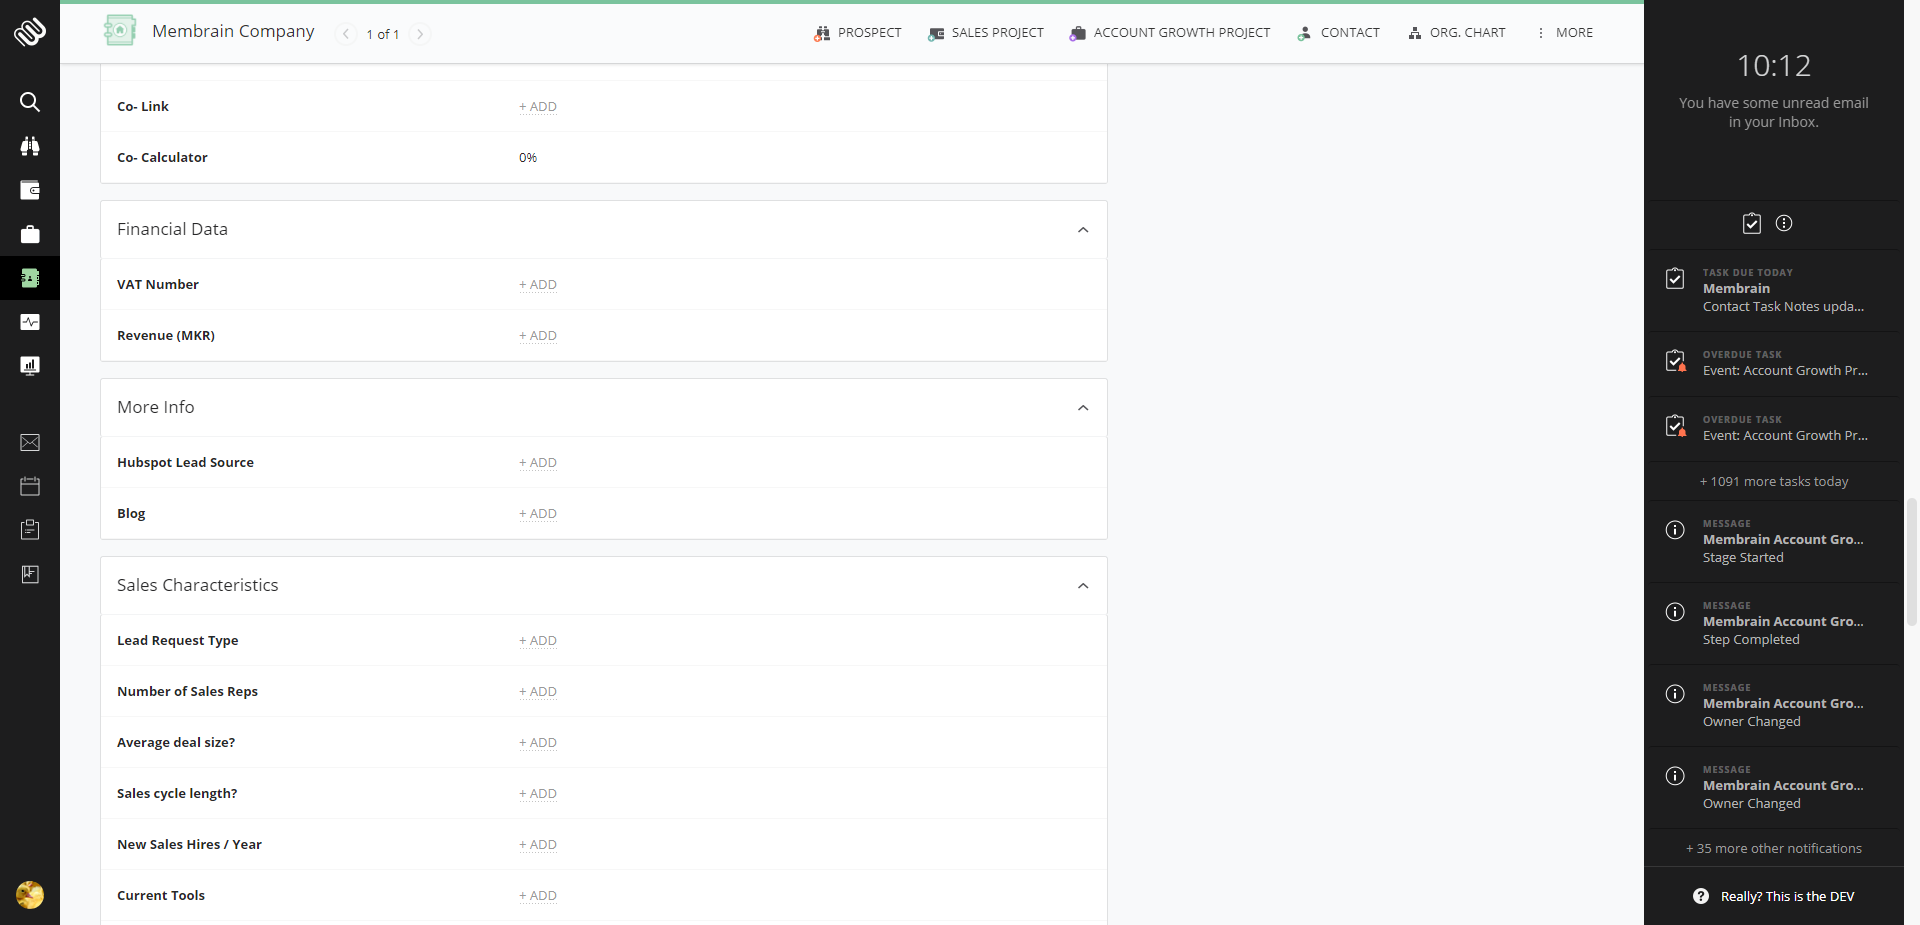 Membrain Company
1 of 1
PROSPECT
SALES PROJECT
ACCOUNT GROWTH PROJECT
CONTACT
ORG. CHART
MORE
Co- Link
+ ADD
Co- Calculator
0%
Financial Data
VAT Number
+ ADD
Revenue (MKR)
+ ADD
More Info
Hubspot Lead Source
+ ADD
Blog
+ ADD
Sales Characteristics
Lead Request Type
+ ADD
Number of Sales Reps
+ ADD
Average deal size?
+ ADD
Sales cycle length?
+ ADD
New Sales Hires / Year
+ ADD
Current Tools
+ ADD
10:12
You have some unread email
in your Inbox.
TASK DUE TODAY
Membrain
Contact Task Notes upda...
OVERDUE TASK
Event: Account Growth Pr...
OVERDUE TASK
Event: Account Growth Pr...
+ 1091 more tasks today
MESSAGE
Membrain Account Gro...
Stage Started
MESSAGE
Membrain Account Gro...
Step Completed
MESSAGE
Membrain Account Gro...
Owner Changed
MESSAGE
Membrain Account Gro...
Owner Changed
+ 35 more other notifications
Really? This is the DEV